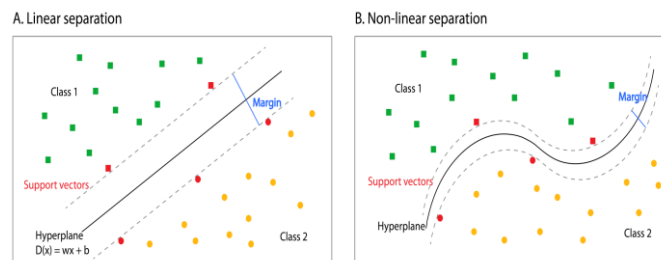 A. Linear separation
Class 1
Margin
Support vectors
Hyperplane
D(x) = wx + b
Class 2
B. Non-linear separation
Class 1
Margin
Support vectors
Hyperplane
Class 2